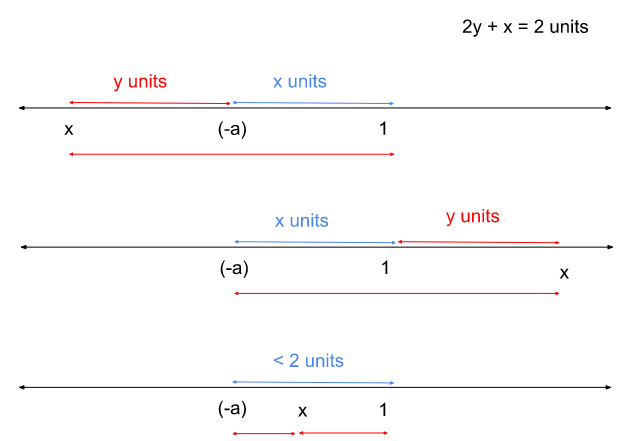 2y + x = 2 units
y units x units
x (-a) 1
x units y units
(-a) 1 x
< 2 units
(-a) x 1